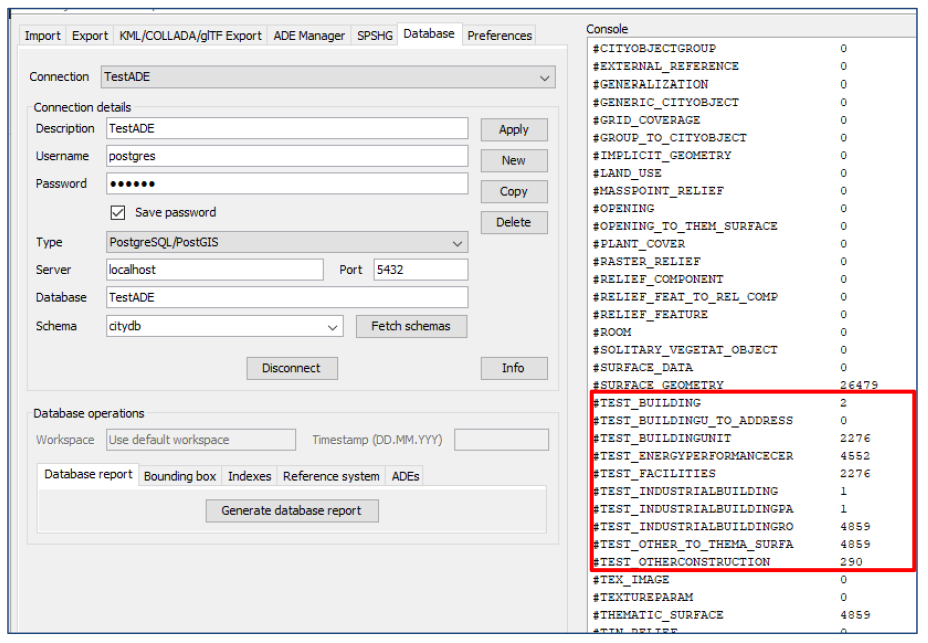 Import Export KML/COLLADA/glTF Export ADE Manager SPSHG Database Preferences
Connection TestADE
Connection details
Description TestADE Apply
Username postgres New
Password •••••• Copy
Save password Delete
Type PostgreSQL/PostGIS
Server localhost Port 5432
Database TestADE
Schema citydb Fetch schemas
Disconnect Info
Database operations
Workspace Use default workspace Timestamp (DD.MM.YYY)
Database report Bounding box Indexes Reference system ADEs
Generate database report
Console
#CITYOBJECTGROUP 0
#EXTERNAL_REFERENCE 0
#GENERALIZATION 0
#GENERIC_CITYOBJECT 0
#GRID_COVERAGE 0
#GROUP_TO_CITYOBJECT 0
#IMPLICIT_GEOMETRY 0
#LAND_USE 0
#MASSPOINT_RELIEF 0
#OPENING 0
#OPENING_TO_THEM_SURFACE 0
#PLANT_COVER 0
#RASTER_RELIEF 0
#RELIEF_COMPONENT 0
#RELIEF_FEAT_TO_REL_COMP 0
#RELIEF_FEATURE 0
#ROOM 0
#SOLITARY_VEGETAT_OBJECT 0
#SURFACE_DATA 0
#SURFACE_GEOMETRY 26479
#TEST_BUILDING 2
#TEST_BUILDINGU_TO_ADDRESS 0
#TEST_BUILDINGUNIT 2276
#TEST_ENERGYPERFORMANCECER 4552
#TEST_FACILITIES 2276
#TEST_INDUSTRIALBUILDING 1
#TEST_INDUSTRIALBUILDINGPA 1
#TEST_INDUSTRIALBUILDINGRO 4859
#TEST_OTHER_TO_THEMA_SURFA 4859
#TEST_OTHERCONSTRUCTION 290
#TEX_IMAGE 0
#TEXTUREPARAM 0
#THEMATIC_SURFACE 4859
#TIN_RELIEF 0